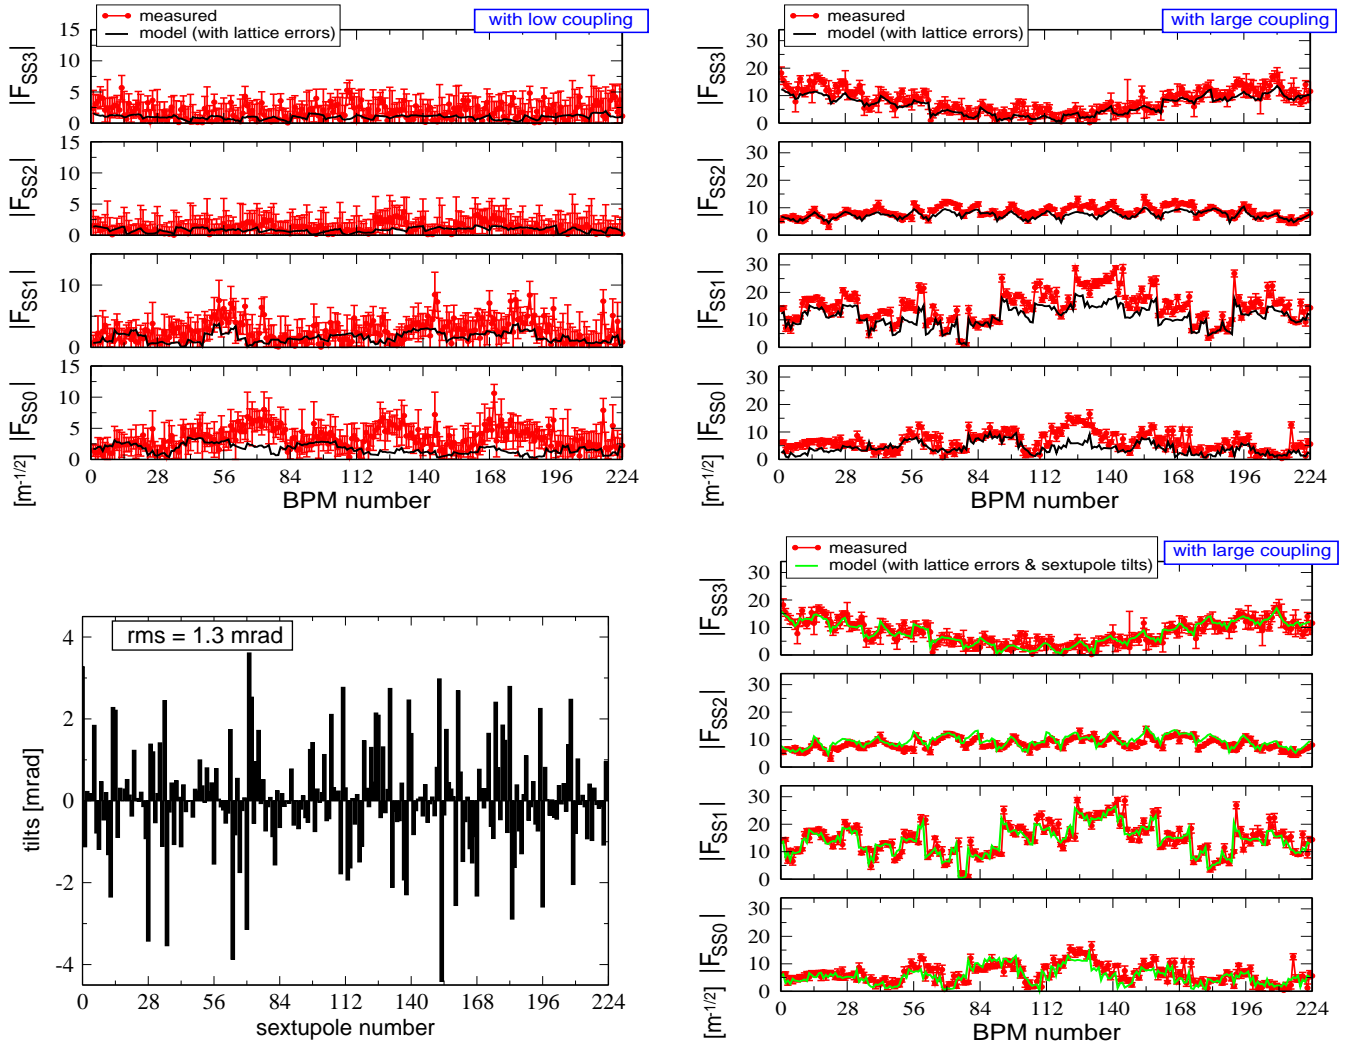 measured
model (with lattice errors)
with low coupling
15
10
5
0
|F_SS3|
15
10
5
0
|F_SS2|
10
5
0
|F_SS1|
15
10
5
0
|F_SS0|
[m^-1/2]
0 28 56 84 112 140 168 196 224
BPM number
measured
model (with lattice errors)
with large coupling
30
20
10
0
|F_SS3|
30
20
10
0
|F_SS2|
30
20
10
0
|F_SS1|
30
20
10
0
|F_SS0|
[m^-1/2]
0 28 56 84 112 140 168 196 224
BPM number
rms = 1.3 mrad
4
2
0
-2
-4
tilts [mrad]
0 28 56 84 112 140 168 196 224
sextupole number
measured
model (with lattice errors & sextupole tilts)
with large coupling
30
20
10
0
|F_SS3|
30
20
10
0
|F_SS2|
30
20
10
0
|F_SS1|
30
20
10
0
|F_SS0|
[m^-1/2]
0 28 56 84 112 140 168 196 224
BPM number